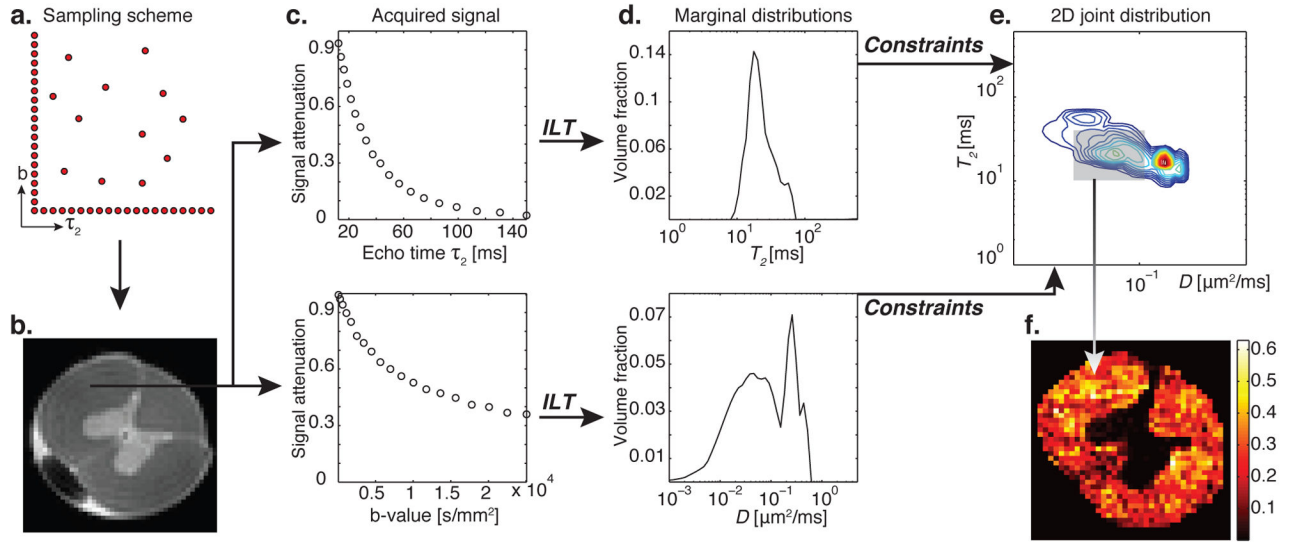 a. Sampling scheme
b
τ2
b.
c. Acquired signal
Signal attenuation
0.9
0.6
0.3
0
20 60 100 140
Echo time τ2 [ms]
Signal attenuation
0.9
0.6
0.3
0
0.5 1 1.5 2 x 10^4
b-value [s/mm²]
ILT
ILT
d. Marginal distributions
Volume fraction
0.14
0.1
0.06
0.02
10^0 10^1 10^2
T2 [ms]
Volume fraction
0.07
0.05
0.03
0.01
10^−3 10^−2 10^−1 10^0
D [µm²/ms]
Constraints
Constraints
e. 2D joint distribution
T2 [ms]
10^2
10^1
10^0
10^−1 D [µm²/ms]
f.
0.6
0.5
0.4
0.3
0.2
0.1